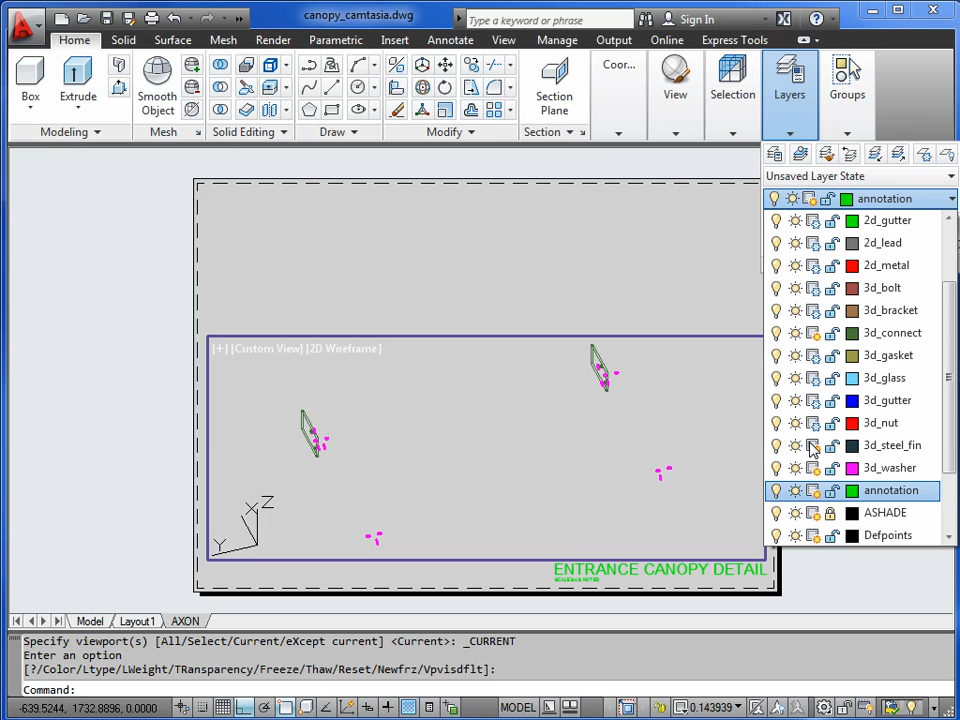 canopy_camtasia.dwg
Type a keyword or phrase
Sign In
Home Solid Surface Mesh Render Parametric Insert Annotate View Manage Output Online Express Tools
Box
Extrude
Smooth
Object
Section
Plane
Coor...
View
Selection
Layers
Groups
Modeling
Mesh
Solid Editing
Draw
Modify
Section
Unsaved Layer State
annotation
2d_gutter
2d_lead
2d_metal
3d_bolt
3d_bracket
3d_connect
3d_gasket
3d_glass
3d_gutter
3d_nut
3d_steel_fin
3d_washer
annotation
ASHADE
Defpoints
[+] [Custom View] [2D Wireframe]
X Z
Y
ENTRANCE CANOPY DETAIL
Model Layout1 AXON
Specify viewport(s) [All/Select/Current/eXcept current] <Current>: _CURRENT
Enter an option
[?/Color/Ltype/LWeight/TRansparency/Freeze/Thaw/Reset/Newfrz/Vpvisdflt]:
Command:
-639.5244, 1732.8896, 0.0000
MODEL
0.143939